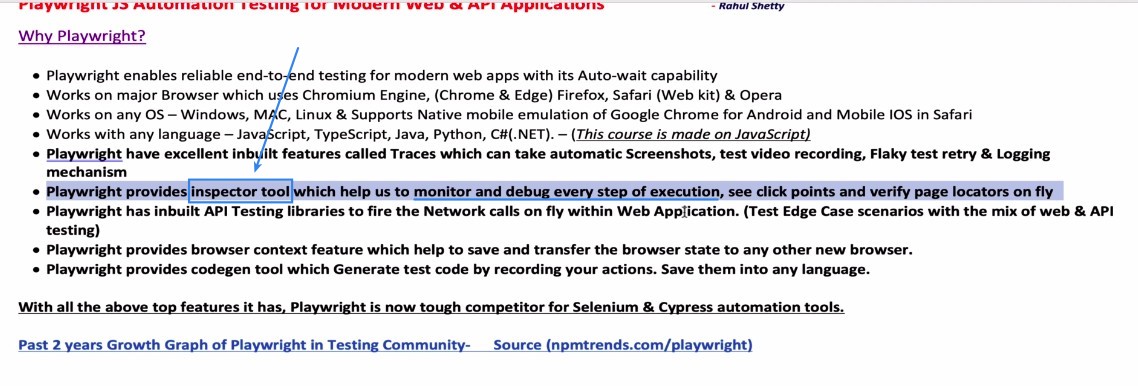 Playwright JS Automation Testing for Modern Web & API Applications - Rahul Shetty
Why Playwright?
• Playwright enables reliable end-to-end testing for modern web apps with its Auto-wait capability
• Works on major Browser which uses Chromium Engine, (Chrome & Edge) Firefox, Safari (Web kit) & Opera
• Works on any OS – Windows, MAC, Linux & Supports Native mobile emulation of Google Chrome for Android and Mobile IOS in Safari
• Works with any language – JavaScript, TypeScript, Java, Python, C#(.NET). – (This course is made on JavaScript)
• Playwright have excellent inbuilt features called Traces which can take automatic Screenshots, test video recording, Flaky test retry & Logging
mechanism
• Playwright provides inspector tool which help us to monitor and debug every step of execution, see click points and verify page locators on fly
• Playwright has inbuilt API Testing libraries to fire the Network calls on fly within Web Application. (Test Edge Case scenarios with the mix of web & API
testing)
• Playwright provides browser context feature which help to save and transfer the browser state to any other new browser.
• Playwright provides codegen tool which Generate test code by recording your actions. Save them into any language.
With all the above top features it has, Playwright is now tough competitor for Selenium & Cypress automation tools.
Past 2 years Growth Graph of Playwright in Testing Community- Source (npmtrends.com/playwright)